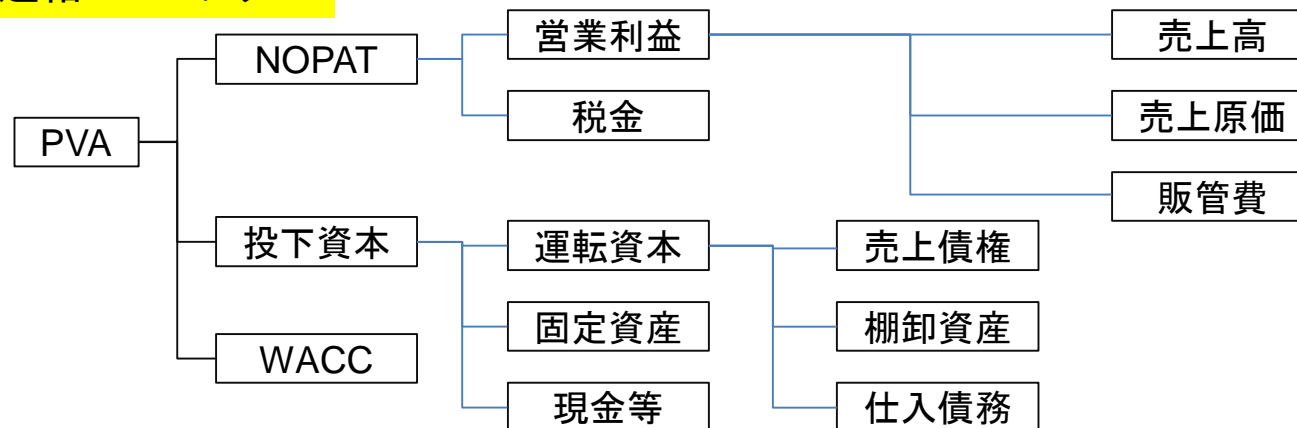 NOPAT 営業利益 売上高
税金 売上原価
PVA
販管費
投下資本 運転資本 売上債権
固定資産 棚卸資産
WACC
現金等 仕入債務